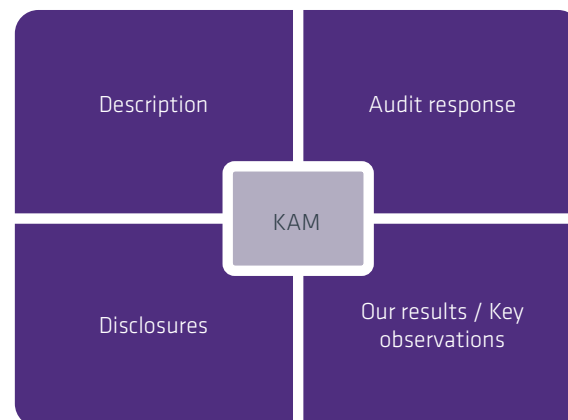 Description
Audit response
KAM
Disclosures
Our results / Key
observations